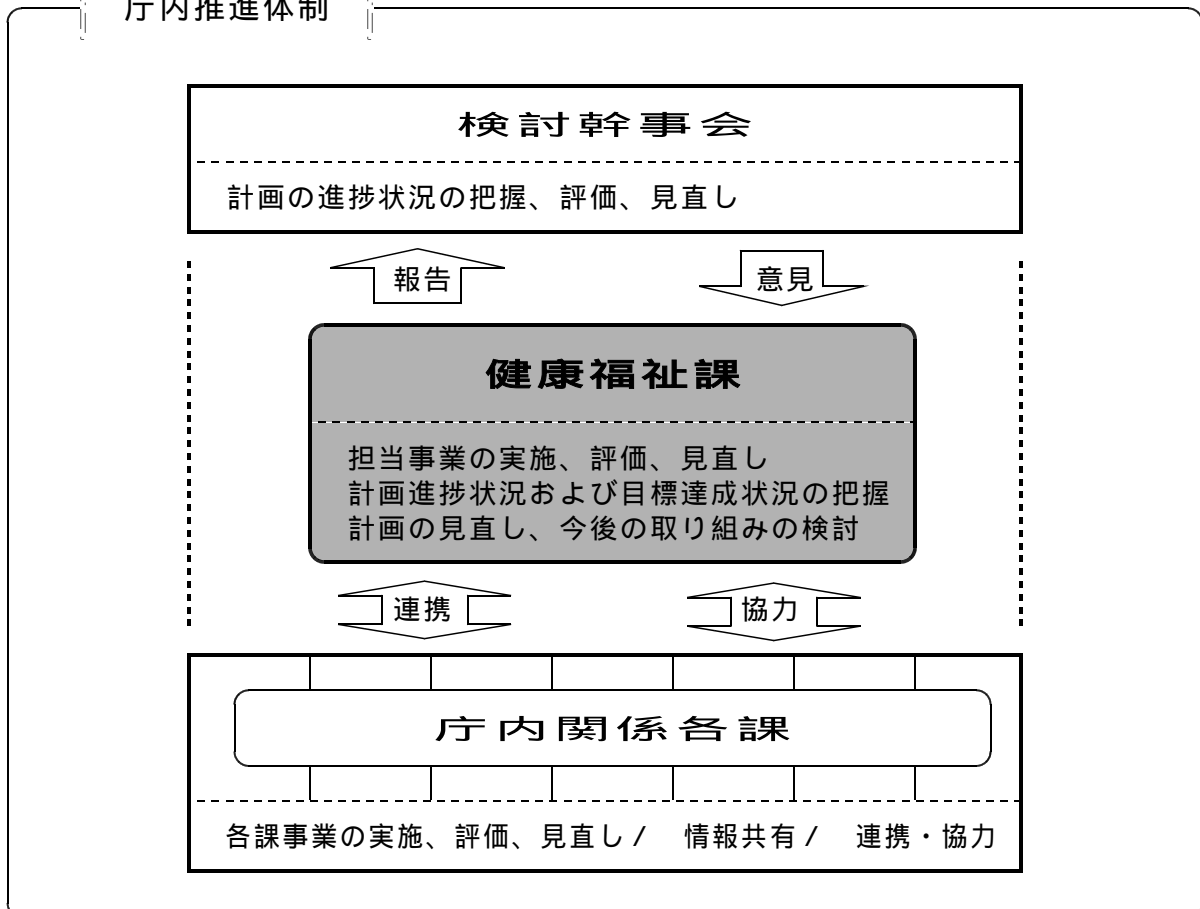 庁内推進体制
検討幹事会
計画の進捗状況の把握、評価、見直し
報告
意見
健康福祉課
担当事業の実施、評価、見直し
計画進捗状況および目標達成状況の把握
計画の見直し、今後の取り組みの検討
連携
協力
庁内関係各課
各課事業の実施、評価、見直し / 情報共有 / 連携・協力